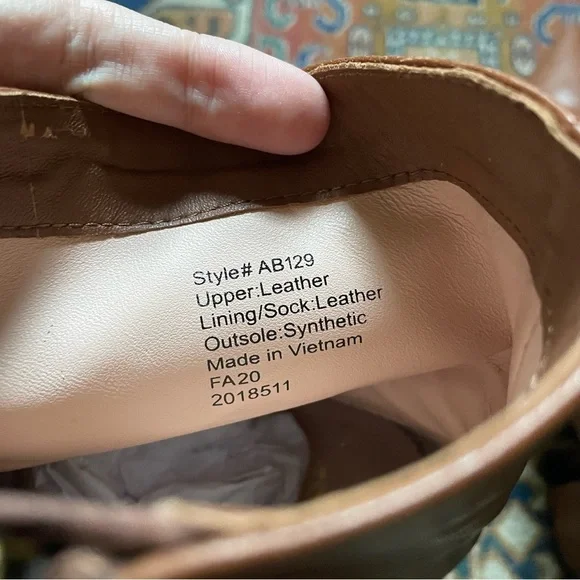 Style# AB129
Upper:Leather
Lining/Sock:Leather
Outsole:Synthetic
Made in Vietnam
FA20
2018511